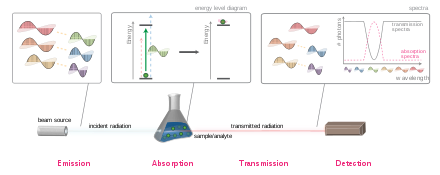 energy level diagram
spectra
Energy
Energy
# photons
transmission
spectra
absorption
spectra
wavelength
beam source
incident radiation
sample/analyte
transmitted radiation
Emission
Absorption
Transmission
Detection